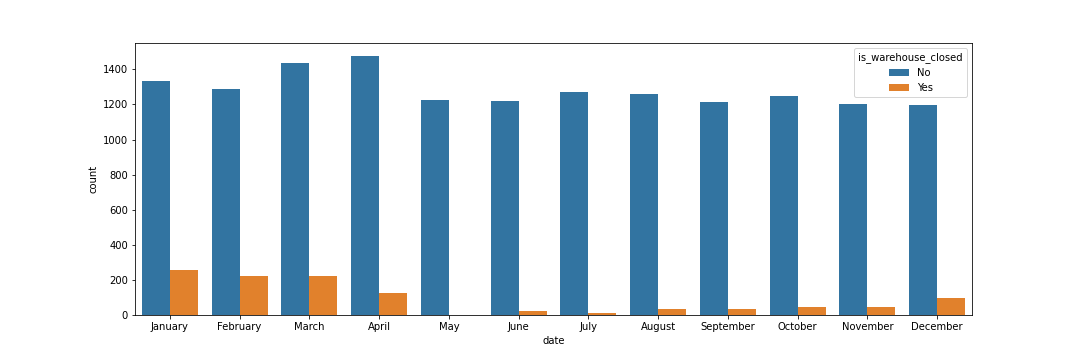 is_warehouse_closed
No
Yes
count
1400
1200
1000
800
600
400
200
0
January February March April May June July August September October November December
date